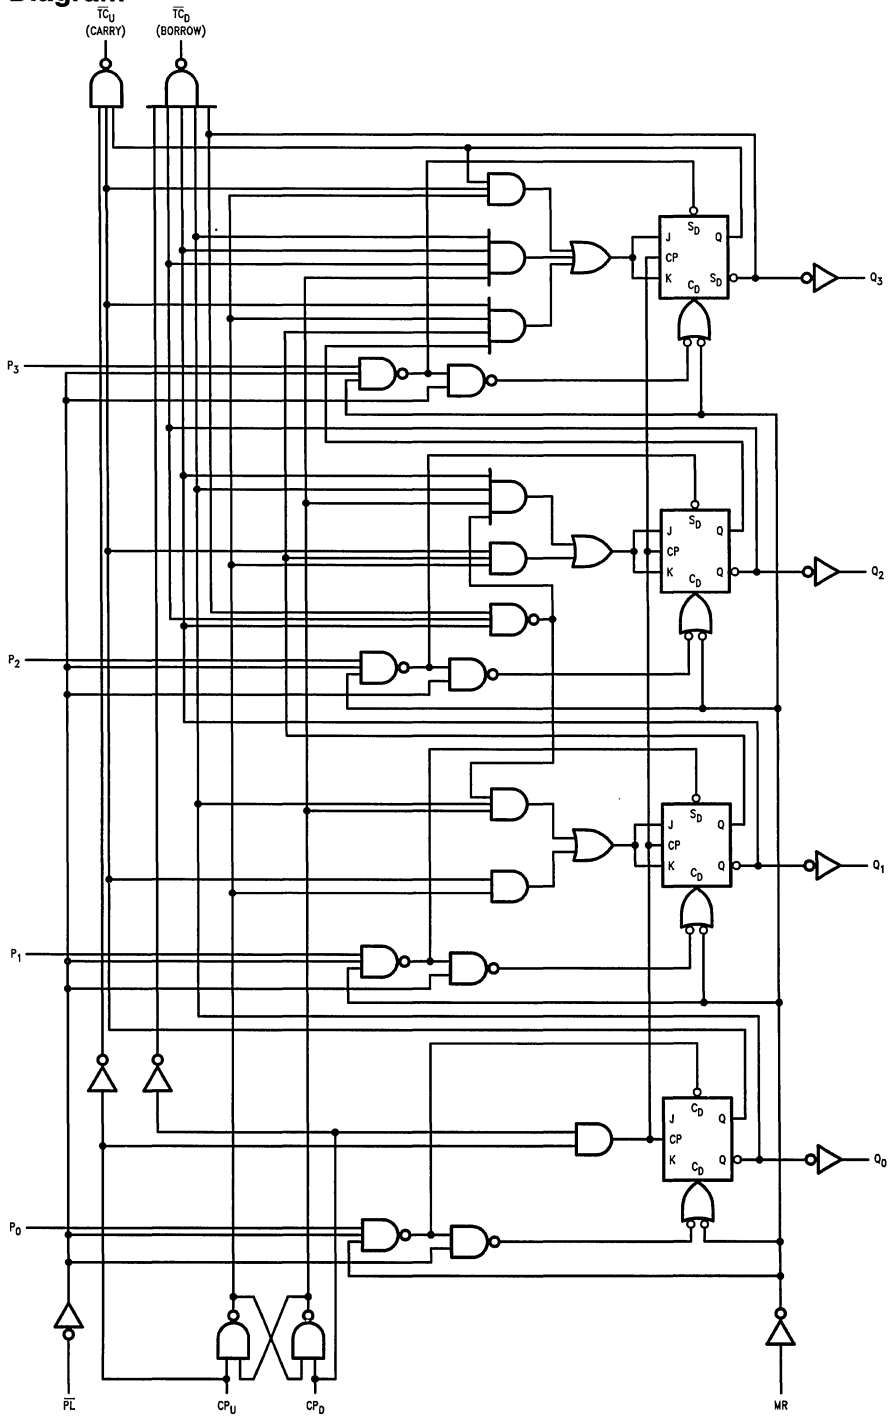 Diagram
TC̅U TC̅D
(CARRY) (BORROW)
SD
J Q
CP
K SD
CD
Q3
P3
SD
J Q
CP
K Q
CD
Q2
P2
SD
J Q
CP
K Q
CD
Q1
P1
CD
J Q
CP
K Q
CD
Q0
P0
P̅L̅ CPU CPD MR